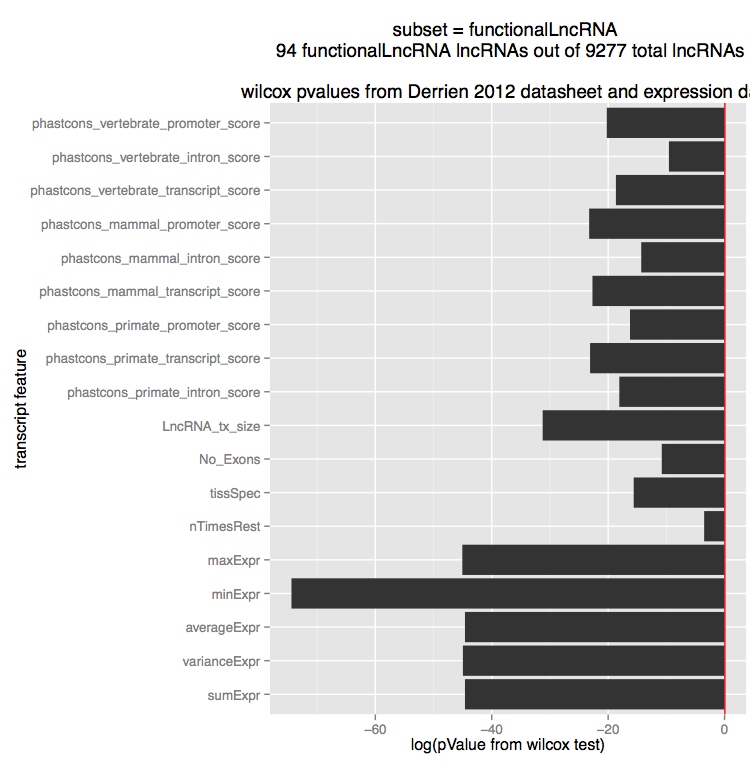 subset = functionalLncRNA
94 functionalLncRNA lncRNAs out of 9277 total lncRNAs
wilcox pvalues from Derrien 2012 datasheet and expression da
phastcons_vertebrate_promoter_score
phastcons_vertebrate_intron_score
phastcons_vertebrate_transcript_score
phastcons_mammal_promoter_score
phastcons_mammal_intron_score
phastcons_mammal_transcript_score
phastcons_primate_promoter_score
phastcons_primate_transcript_score
phastcons_primate_intron_score
LncRNA_tx_size
No_Exons
tissSpec
nTimesRest
maxExpr
minExpr
averageExpr
varianceExpr
sumExpr
transcript feature
−60 −40 −20 0
log(pValue from wilcox test)